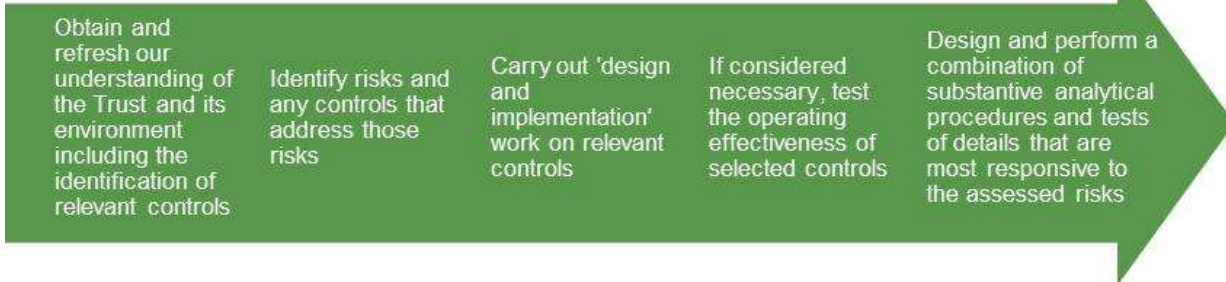 Obtain and
refresh our
understanding of
the Trust and its
environment
including the
identification of
relevant controls
Identify risks and
any controls that
address those
risks
Carry out 'design
and
implementation'
work on relevant
controls
If considered
necessary, test
the operating
effectiveness of
selected controls
Design and perform a
combination of
substantive analytical
procedures and tests
of details that are
most responsive to
the assessed risks